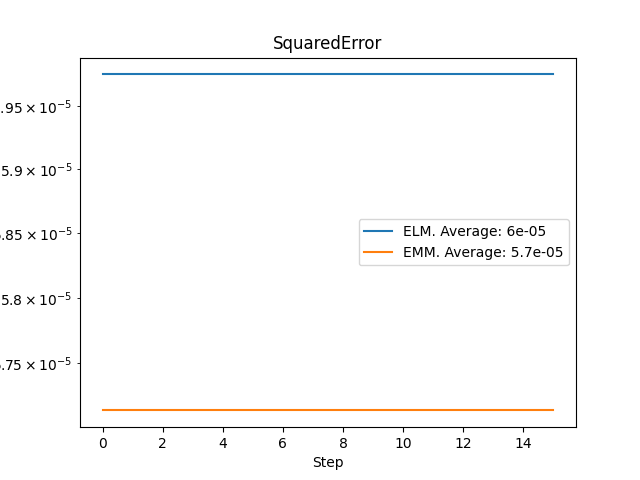 SquaredError
.95 × 10⁻⁵
5.9 × 10⁻⁵
.85 × 10⁻⁵
5.8 × 10⁻⁵
.75 × 10⁻⁵
ELM. Average: 6e-05
EMM. Average: 5.7e-05
0 2 4 6 8 10 12 14
Step